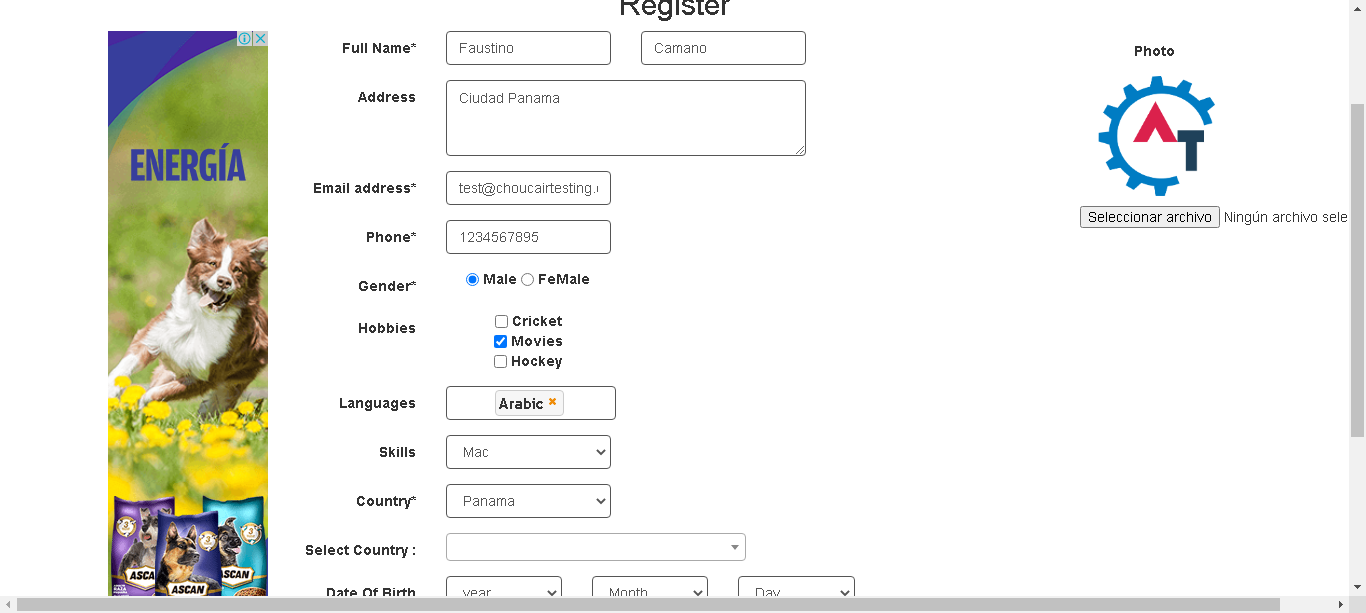 Register
Full Name*
Faustino
Camano
Photo
Address
Ciudad Panama
AT
Email address*
test@choucairtesting.
Seleccionar archivo
Ningún archivo sele
Phone*
1234567895
Gender*
Male
FeMale
Hobbies
Cricket
Movies
Hockey
Languages
Arabic
Skills
Mac
Country*
Panama
Select Country :
Date Of Birth
year
Month
Day
ENERGÍA
ASCAN
ASCAN
SCAN